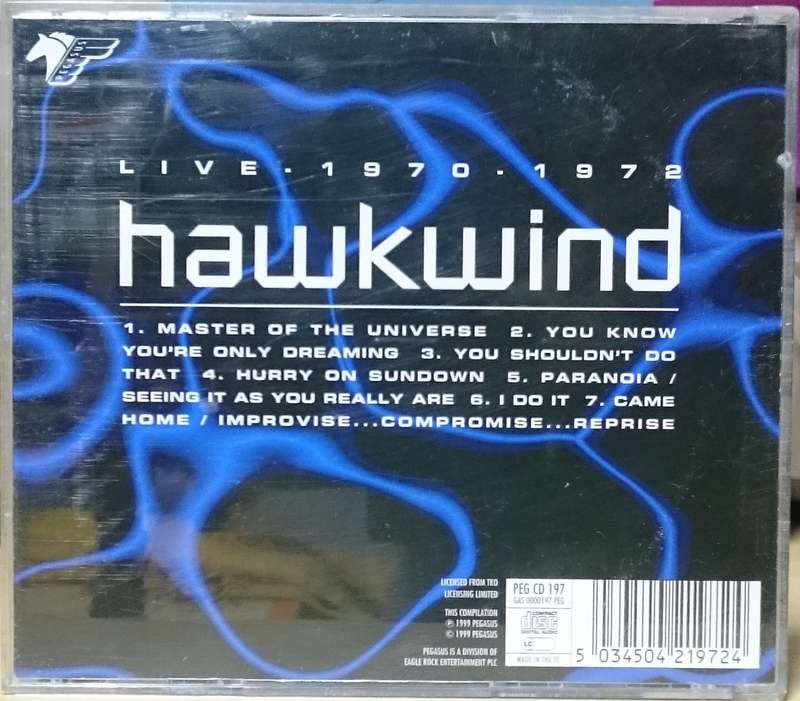 PEGASUS
LIVE-1970-1972
hawkwind
1. MASTER OF THE UNIVERSE 2. YOU KNOW
YOU'RE ONLY DREAMING 3. YOU SHOULDN'T DO
THAT 4. HURRY ON SUNDOWN 5. PARANOIA /
SEEING IT AS YOU REALLY ARE 6. I DO IT 7. CAME
HOME / IMPROVISE...COMPROMISE...REPRISE
LICENSED FROM TKO
LICENSING LIMITED
THIS COMPILATION
℗ 1999 PEGASUS
© 1999 PEGASUS
PEGASUS IS A DIVISION OF
EAGLE ROCK ENTERTAINMENT PLC
PEG CD 197
GAS 0000197 PEG
COMPACT
disc
DIGITAL AUDIO
LC
MADE IN THE
5 034504 219724